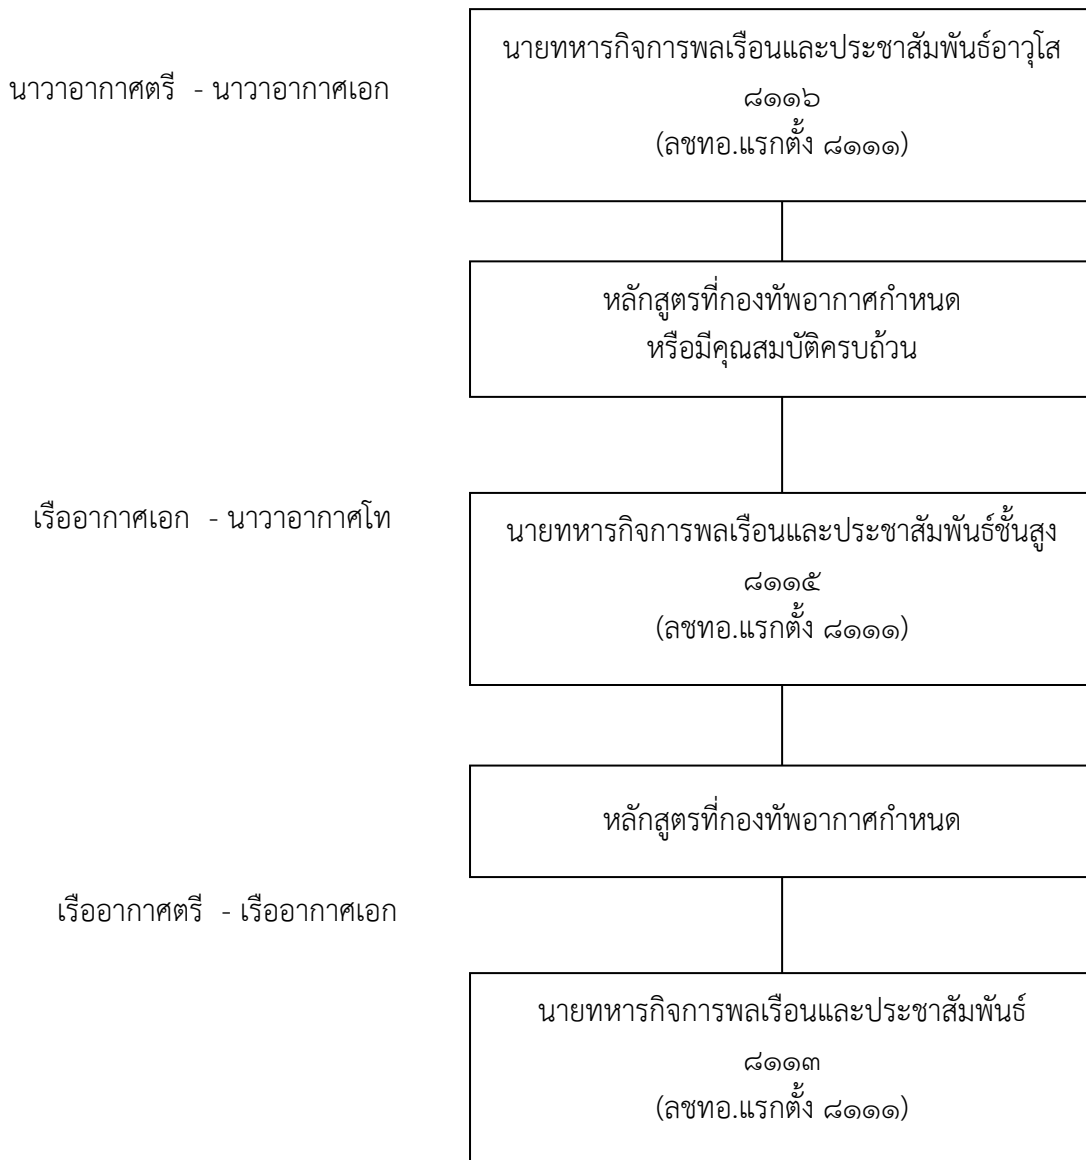 นายทหารกิจการพลเรือนและประชาสัมพันธ์อาวุโส
นาวาอากาศตรี - นาวาอากาศเอก
๘๑๑๖
(ลชทอ.แรกตั้ง ๘๑๑๑)
หลักสูตรที่กองทัพอากาศกำหนด
หรือมีคุณสมบัติครบถ้วน
เรืออากาศเอก - นาวาอากาศโท
นายทหารกิจการพลเรือนและประชาสัมพันธ์ชั้นสูง
๘๑๑๕
(ลชทอ.แรกตั้ง ๘๑๑๑)
หลักสูตรที่กองทัพอากาศกำหนด
เรืออากาศตรี - เรืออากาศเอก
นายทหารกิจการพลเรือนและประชาสัมพันธ์
๘๑๑๓
(ลชทอ.แรกตั้ง ๘๑๑๑)